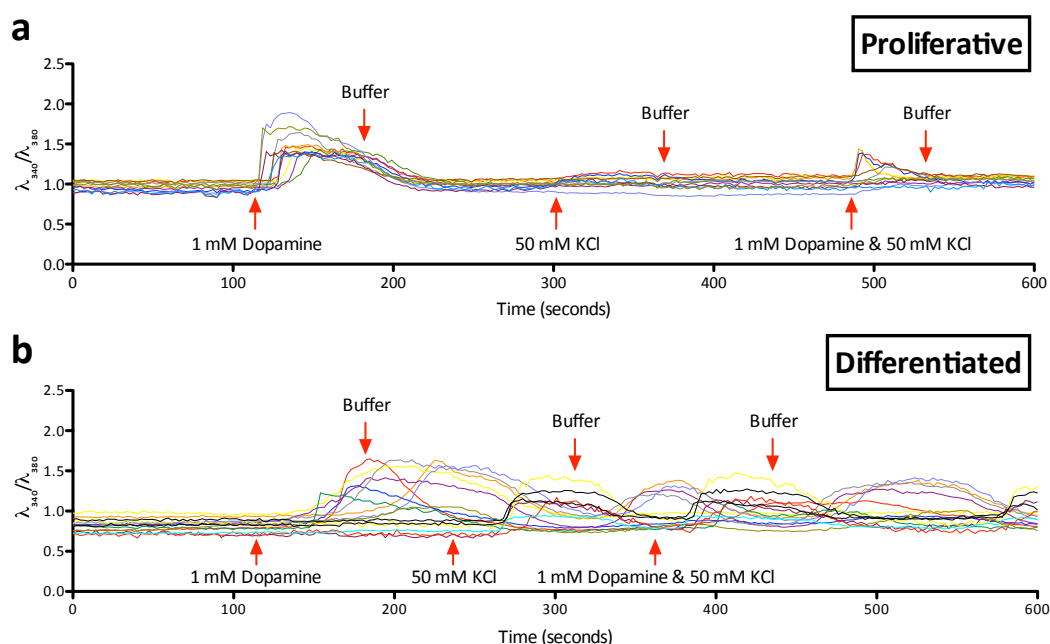 a
Proliferative
2.5
2.0
1.5
1.0
0.5
0.0
λ340/λ380
Buffer
Buffer
Buffer
1 mM Dopamine
50 mM KCl
1 mM Dopamine & 50 mM KCl
0
100
200
300
400
500
600
Time (seconds)
b
Differentiated
2.5
2.0
1.5
1.0
0.5
0.0
λ340/λ380
Buffer
Buffer
Buffer
1 mM Dopamine
50 mM KCl
1 mM Dopamine & 50 mM KCl
0
100
200
300
400
500
600
Time (seconds)